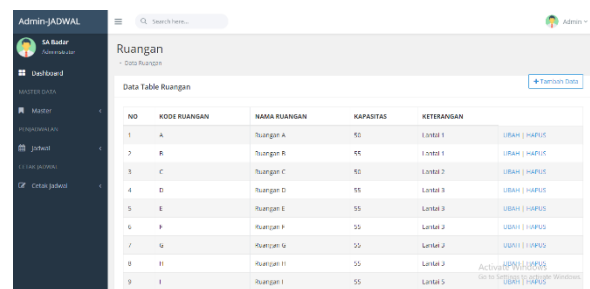 Admin-JADWAL
Search here...
Admin
SA Badar
Administrator
Dashboard
MASTER DATA
Master
PENJADWALAN
Jadwal
CETAK JADWAL
Cetak Jadwal
Ruangan
Data Ruangan
Data Table Ruangan
+ Tambah Data
NO KODE RUANGAN NAMA RUANGAN KAPASITAS KETERANGAN
1 A Ruangan A 50 Lantai 1 UBAH | HAPUS
2 B Ruangan B 55 Lantai 1 UBAH | HAPUS
3 C Ruangan C 50 Lantai 2 UBAH | HAPUS
4 D Ruangan D 55 Lantai 3 UBAH | HAPUS
5 E Ruangan E 55 Lantai 3 UBAH | HAPUS
6 F Ruangan F 55 Lantai 3 UBAH | HAPUS
7 G Ruangan G 55 Lantai 3 UBAH | HAPUS
8 H Ruangan H 55 Lantai 3 UBAH | HAPUS
9 I Ruangan I 55 Lantai 5 UBAH | HAPUS
Activate Windows
Go to Settings to activate Windows.